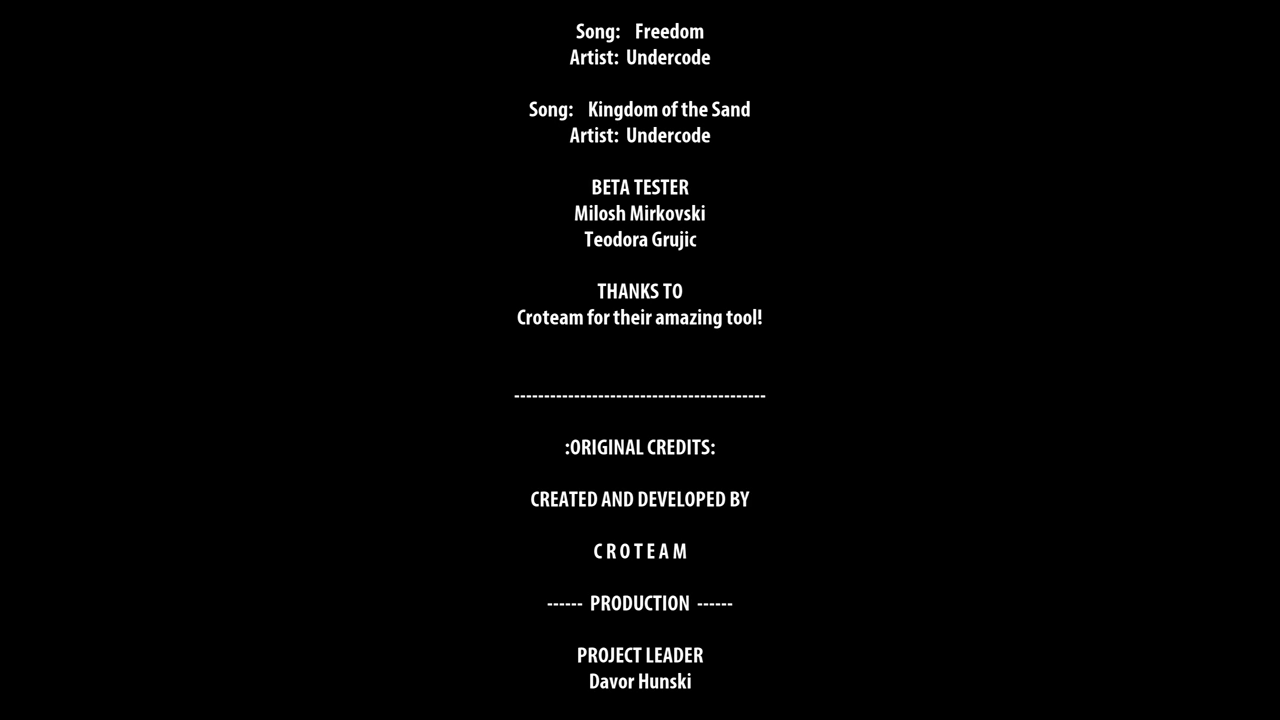 Song: Freedom
Artist: Undercode
Song: Kingdom of the Sand
Artist: Undercode
BETA TESTER
Milosh Mirkovski
Teodora Grujic
THANKS TO
Croteam for their amazing tool!
------------------------------------------
:ORIGINAL CREDITS:
CREATED AND DEVELOPED BY
C R O T E A M
------ PRODUCTION ------
PROJECT LEADER
Davor Hunski